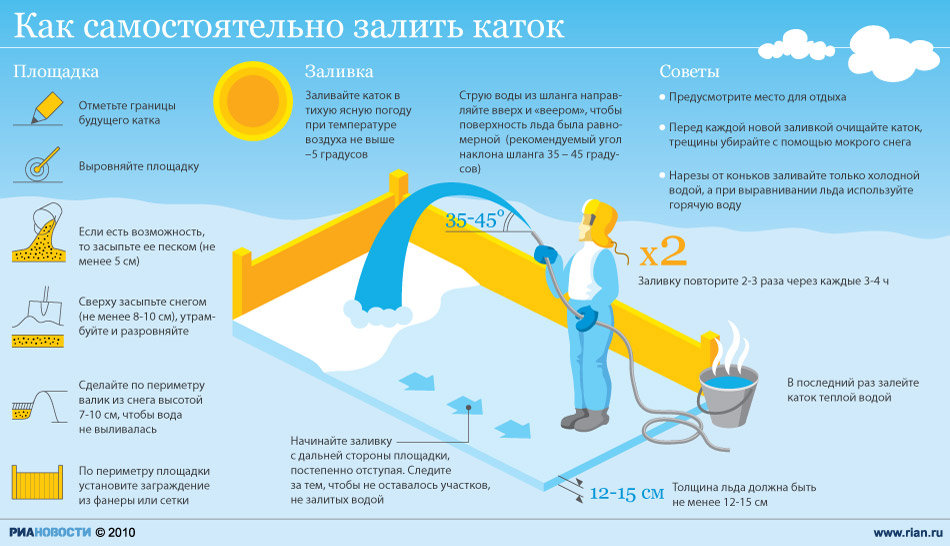 Как самостоятельно залить каток
Площадка
Отметьте границы
будущего катка
Выровняйте площадку
Если есть возможность,
то засыпьте ее песком (не
менее 5 см)
Сверху засыпьте снегом
(не менее 8-10 см), утрам-
буйте и разровняйте
Сделайте по периметру
валик из снега высотой
7-10 см, чтобы вода
не выливалась
По периметру площадки
установите заграждение
из фанеры или сетки
Заливка
Заливайте каток в
тихую ясную погоду
при температуре
воздуха не выше
–5 градусов
Струю воды из шланга направ-
ляйте вверх и «веером», чтобы
поверхность льда была равно-
мерной (рекомендуемый угол
наклона шланга 35 – 45 граду-
сов)
35-45°
x2
Заливку повторите 2-3 раза через каждые 3-4 ч
В последний раз залейте
каток теплой водой
Начинайте заливку
с дальней стороны площадки,
постепенно отступая. Следите
за тем, чтобы не оставалось участков,
не залитых водой
12-15 см
Толщина льда должна быть
не менее 12-15 см
Советы
• Предусмотрите место для отдыха
• Перед каждой новой заливкой очищайте каток,
трещины убирайте с помощью мокрого снега
• Нарезы от коньков заливайте только холодной
водой, а при выравнивании льда используйте
горячую воду
РИАНОВОСТИ © 2010
www.rian.ru